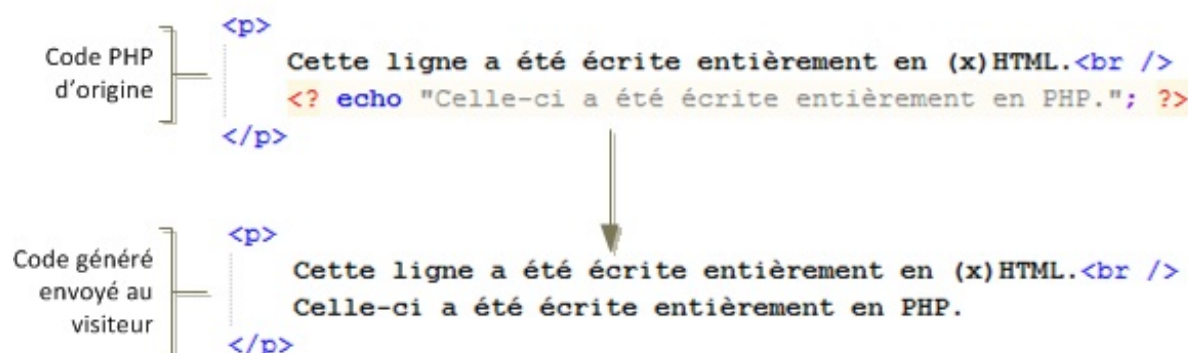 <p>
Code PHP
d'origine
Cette ligne a été écrite entièrement en (x)HTML.<br />
<? echo "Celle-ci a été écrite entièrement en PHP."; ?>
</p>
<p>
Code généré
envoyé au
visiteur
Cette ligne a été écrite entièrement en (x)HTML.<br />
Celle-ci a été écrite entièrement en PHP.
</p>